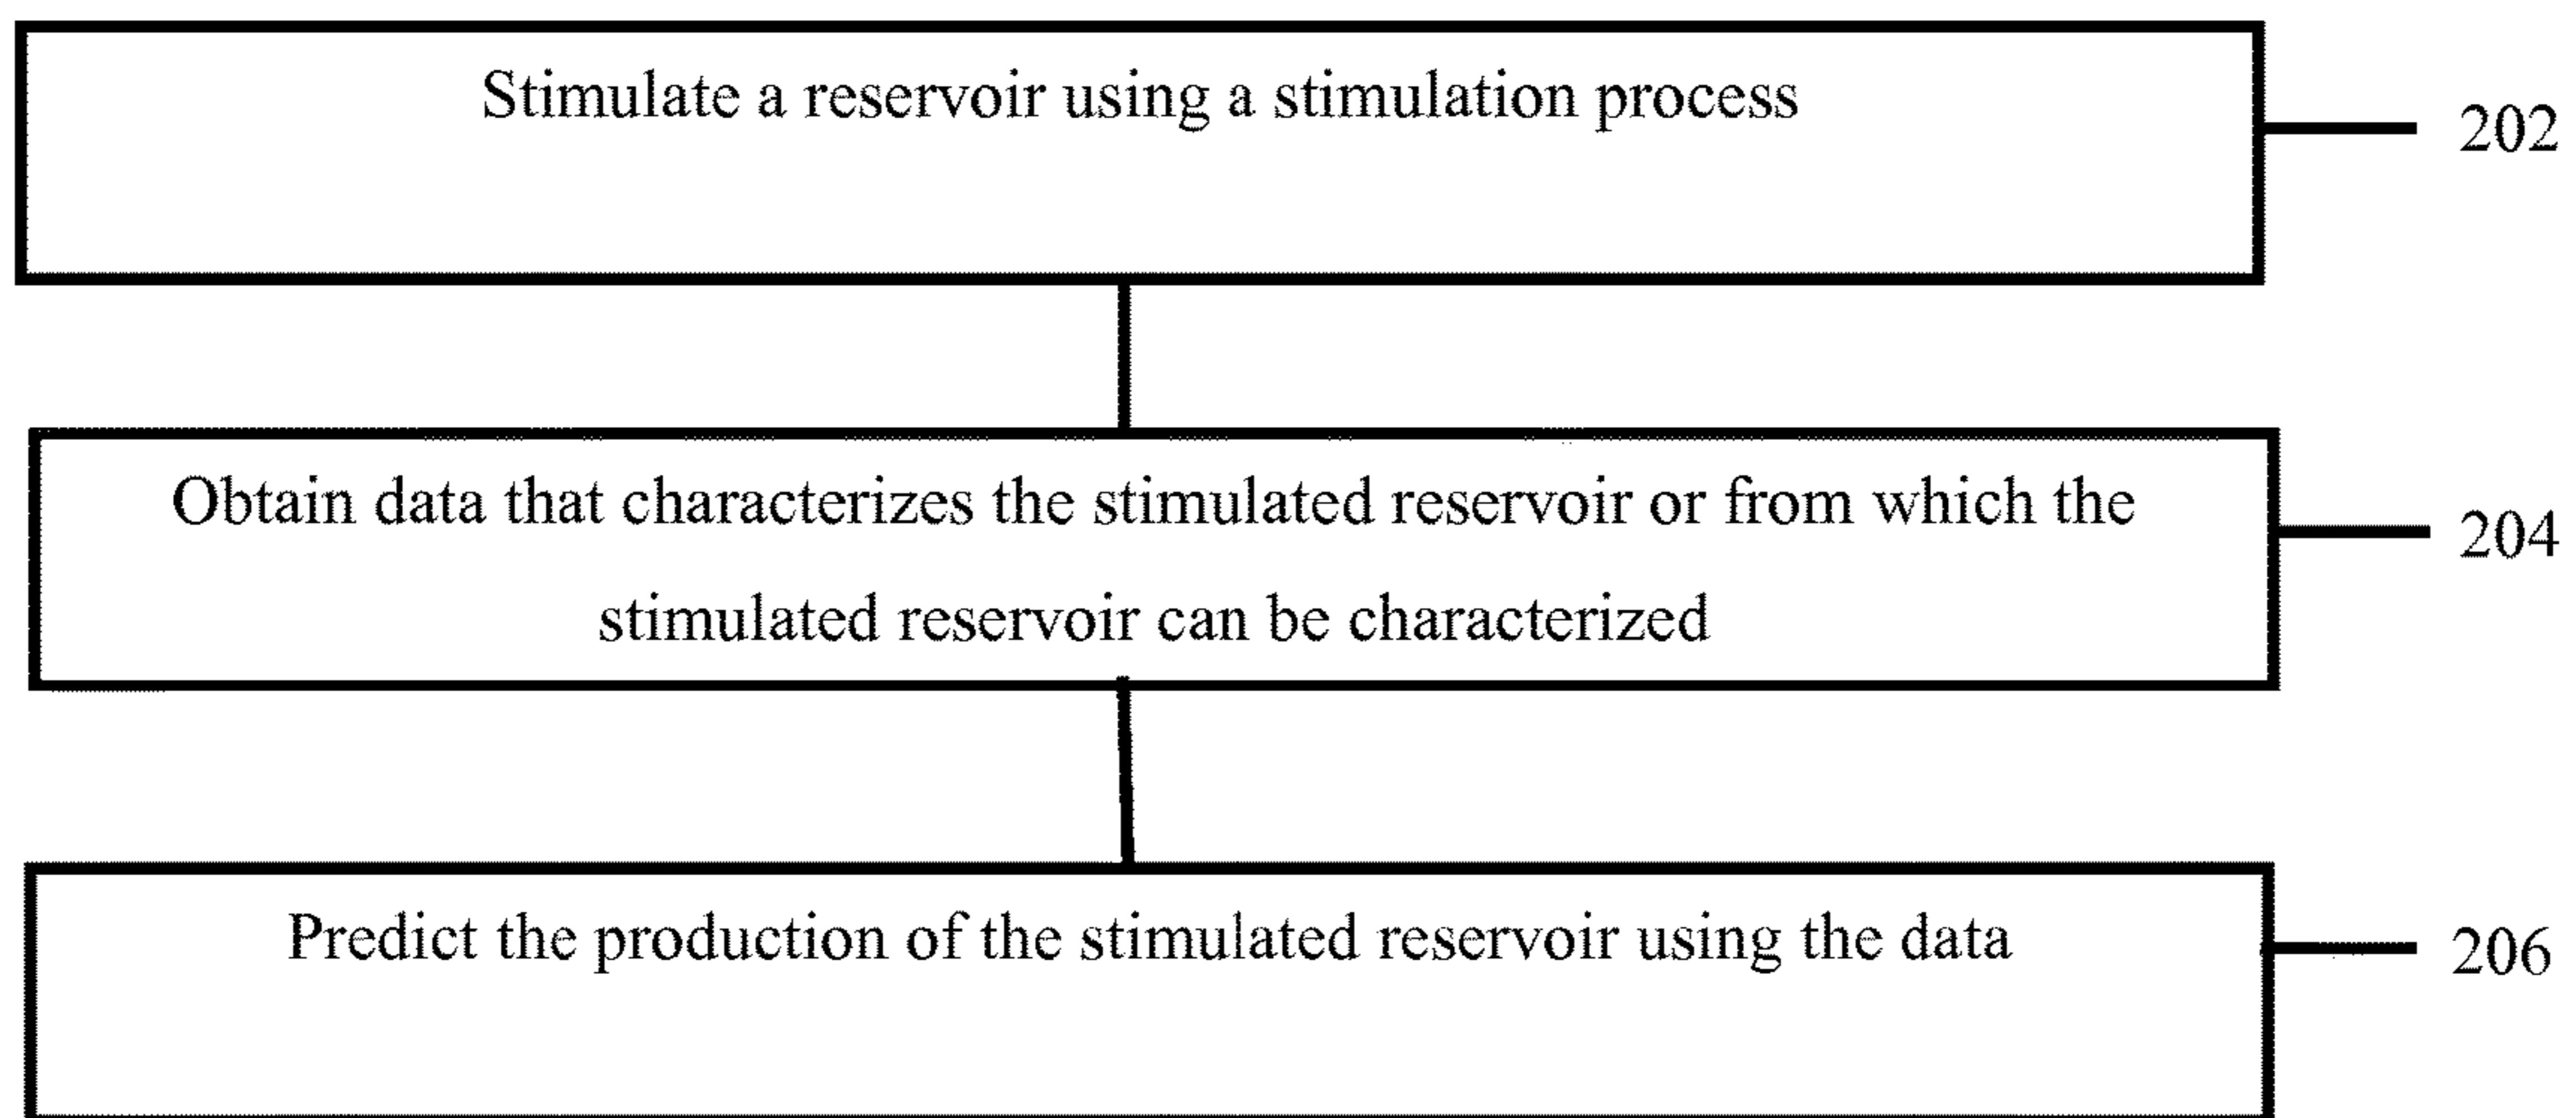 Stimulate a reservoir using a stimulation process
202
Obtain data that characterizes the stimulated reservoir or from which the
204
stimulated reservoir can be characterized
Predict the production of the stimulated reservoir using the data
206